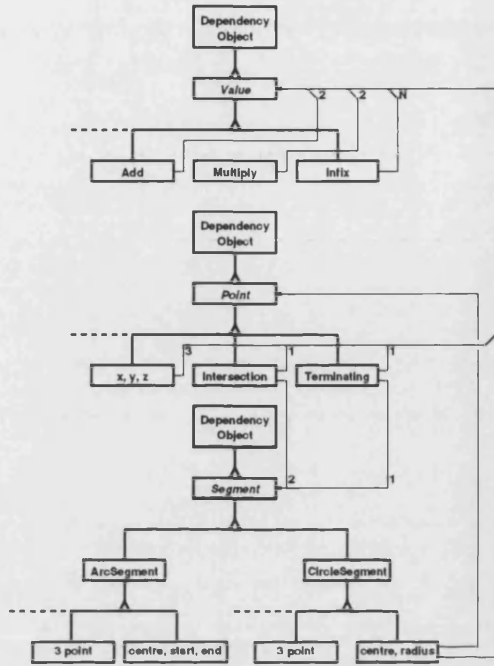 Dependency
Object
Value
2
2
N
Add
Multiply
Infix
Dependency
Object
Point
3
1
1
x, y, z
Intersection
Terminating
Dependency
Object
2
1
Segment
ArcSegment
CircleSegment
3 point
centre, start, end
3 point
centre, radius